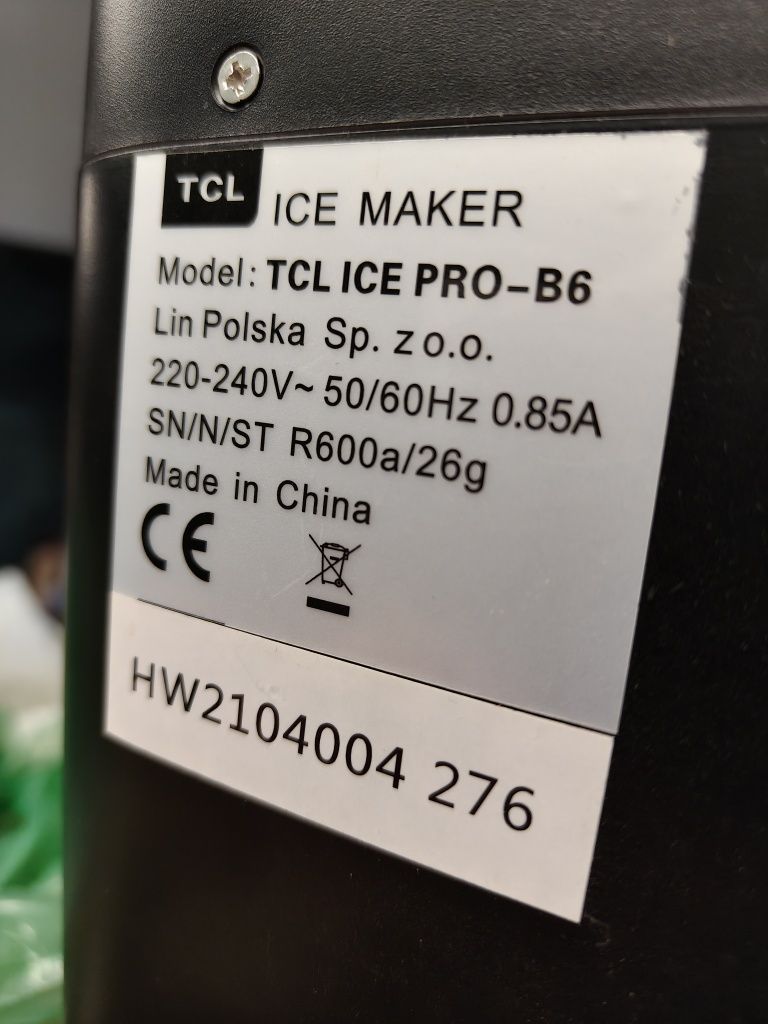 TCL ICE MAKER
Model: TCL ICE PRO-B6
Lin Polska Sp. z o.o.
220-240V~ 50/60Hz 0.85A
SN/N/ST R600a/26g
Made in China
CE
HW2104004 276